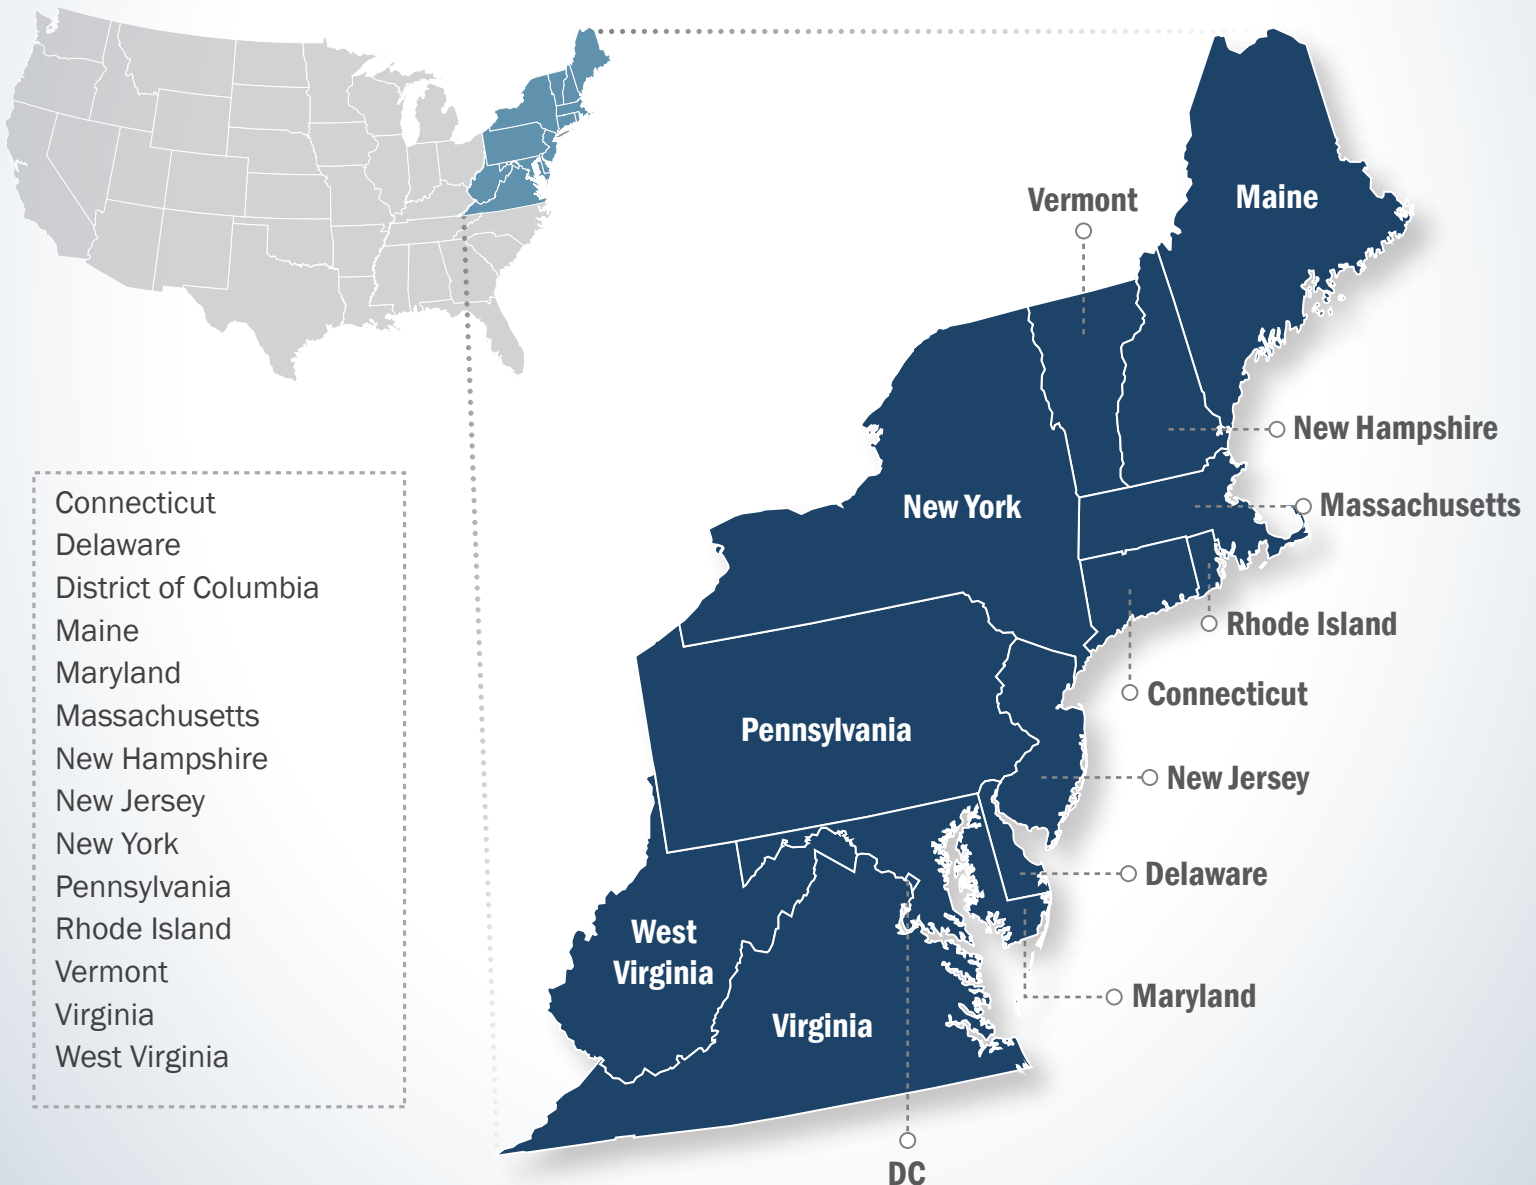 Connecticut
Delaware
District of Columbia
Maine
Maryland
Massachusetts
New Hampshire
New Jersey
New York
Pennsylvania
Rhode Island
Vermont
Virginia
West Virginia
Maine
Vermont
New Hampshire
New York
Massachusetts
Rhode Island
Connecticut
Pennsylvania
New Jersey
Delaware
West
Virginia
Maryland
Virginia
DC